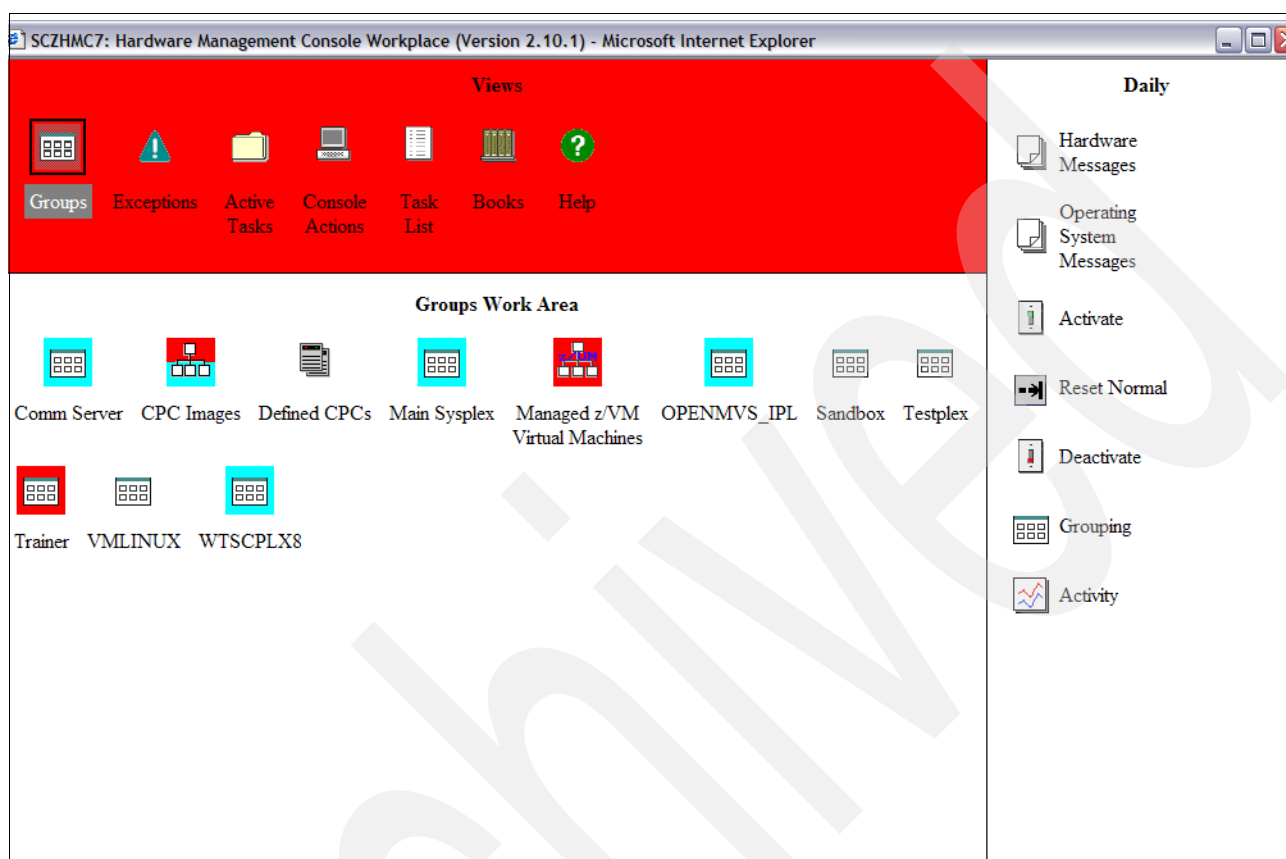 SCZHMC7: Hardware Management Console Workplace (Version 2.10.1) - Microsoft Internet Explorer
Views
Groups Exceptions Active Tasks Console Actions Task List Books Help
Groups Work Area
Comm Server CPC Images Defined CPCs Main Sysplex Managed z/VM Virtual Machines OPENMVS_IPL Sandbox Testplex
Trainer VMLINUX WTSCPLX8
Daily
Hardware
Messages
Operating
System
Messages
Activate
Reset Normal
Deactivate
Grouping
Activity